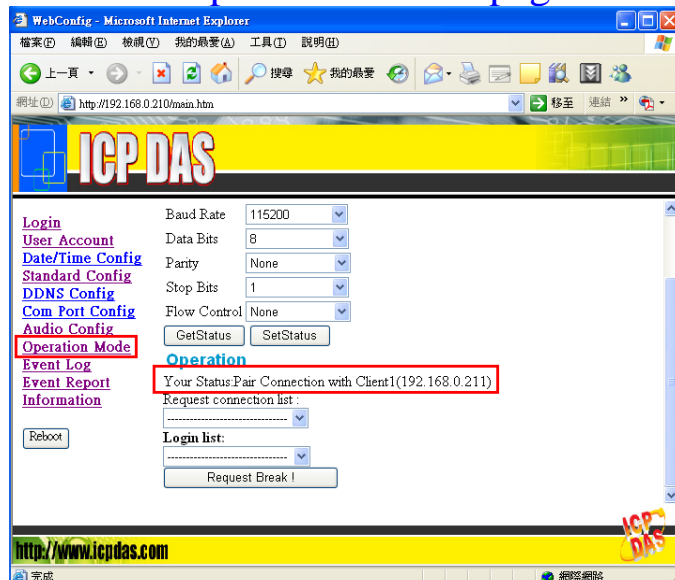 WebConfig - Microsoft Internet Explorer
檔案(F) 編輯(E) 檢視(V) 我的最愛(A) 工具(T) 說明(H)
上一頁 搜尋 我的最愛
網址(D) http://192.168.0.210/main.htm 移至 連結 »
ICP DAS
Login
User Account
Date/Time Config
Standard Config
DDNS Config
Com Port Config
Audio Config
Operation Mode
Event Log
Event Report
Information
Reboot
Baud Rate 115200
Data Bits 8
Parity None
Stop Bits 1
Flow Control None
GetStatus SetStatus
Operation
Your Status:Pair Connection with Client1(192.168.0.211)
Request connection list :
Login list:
Request Break !
http://www.icpdas.com
ICP DAS
完成 網際網路